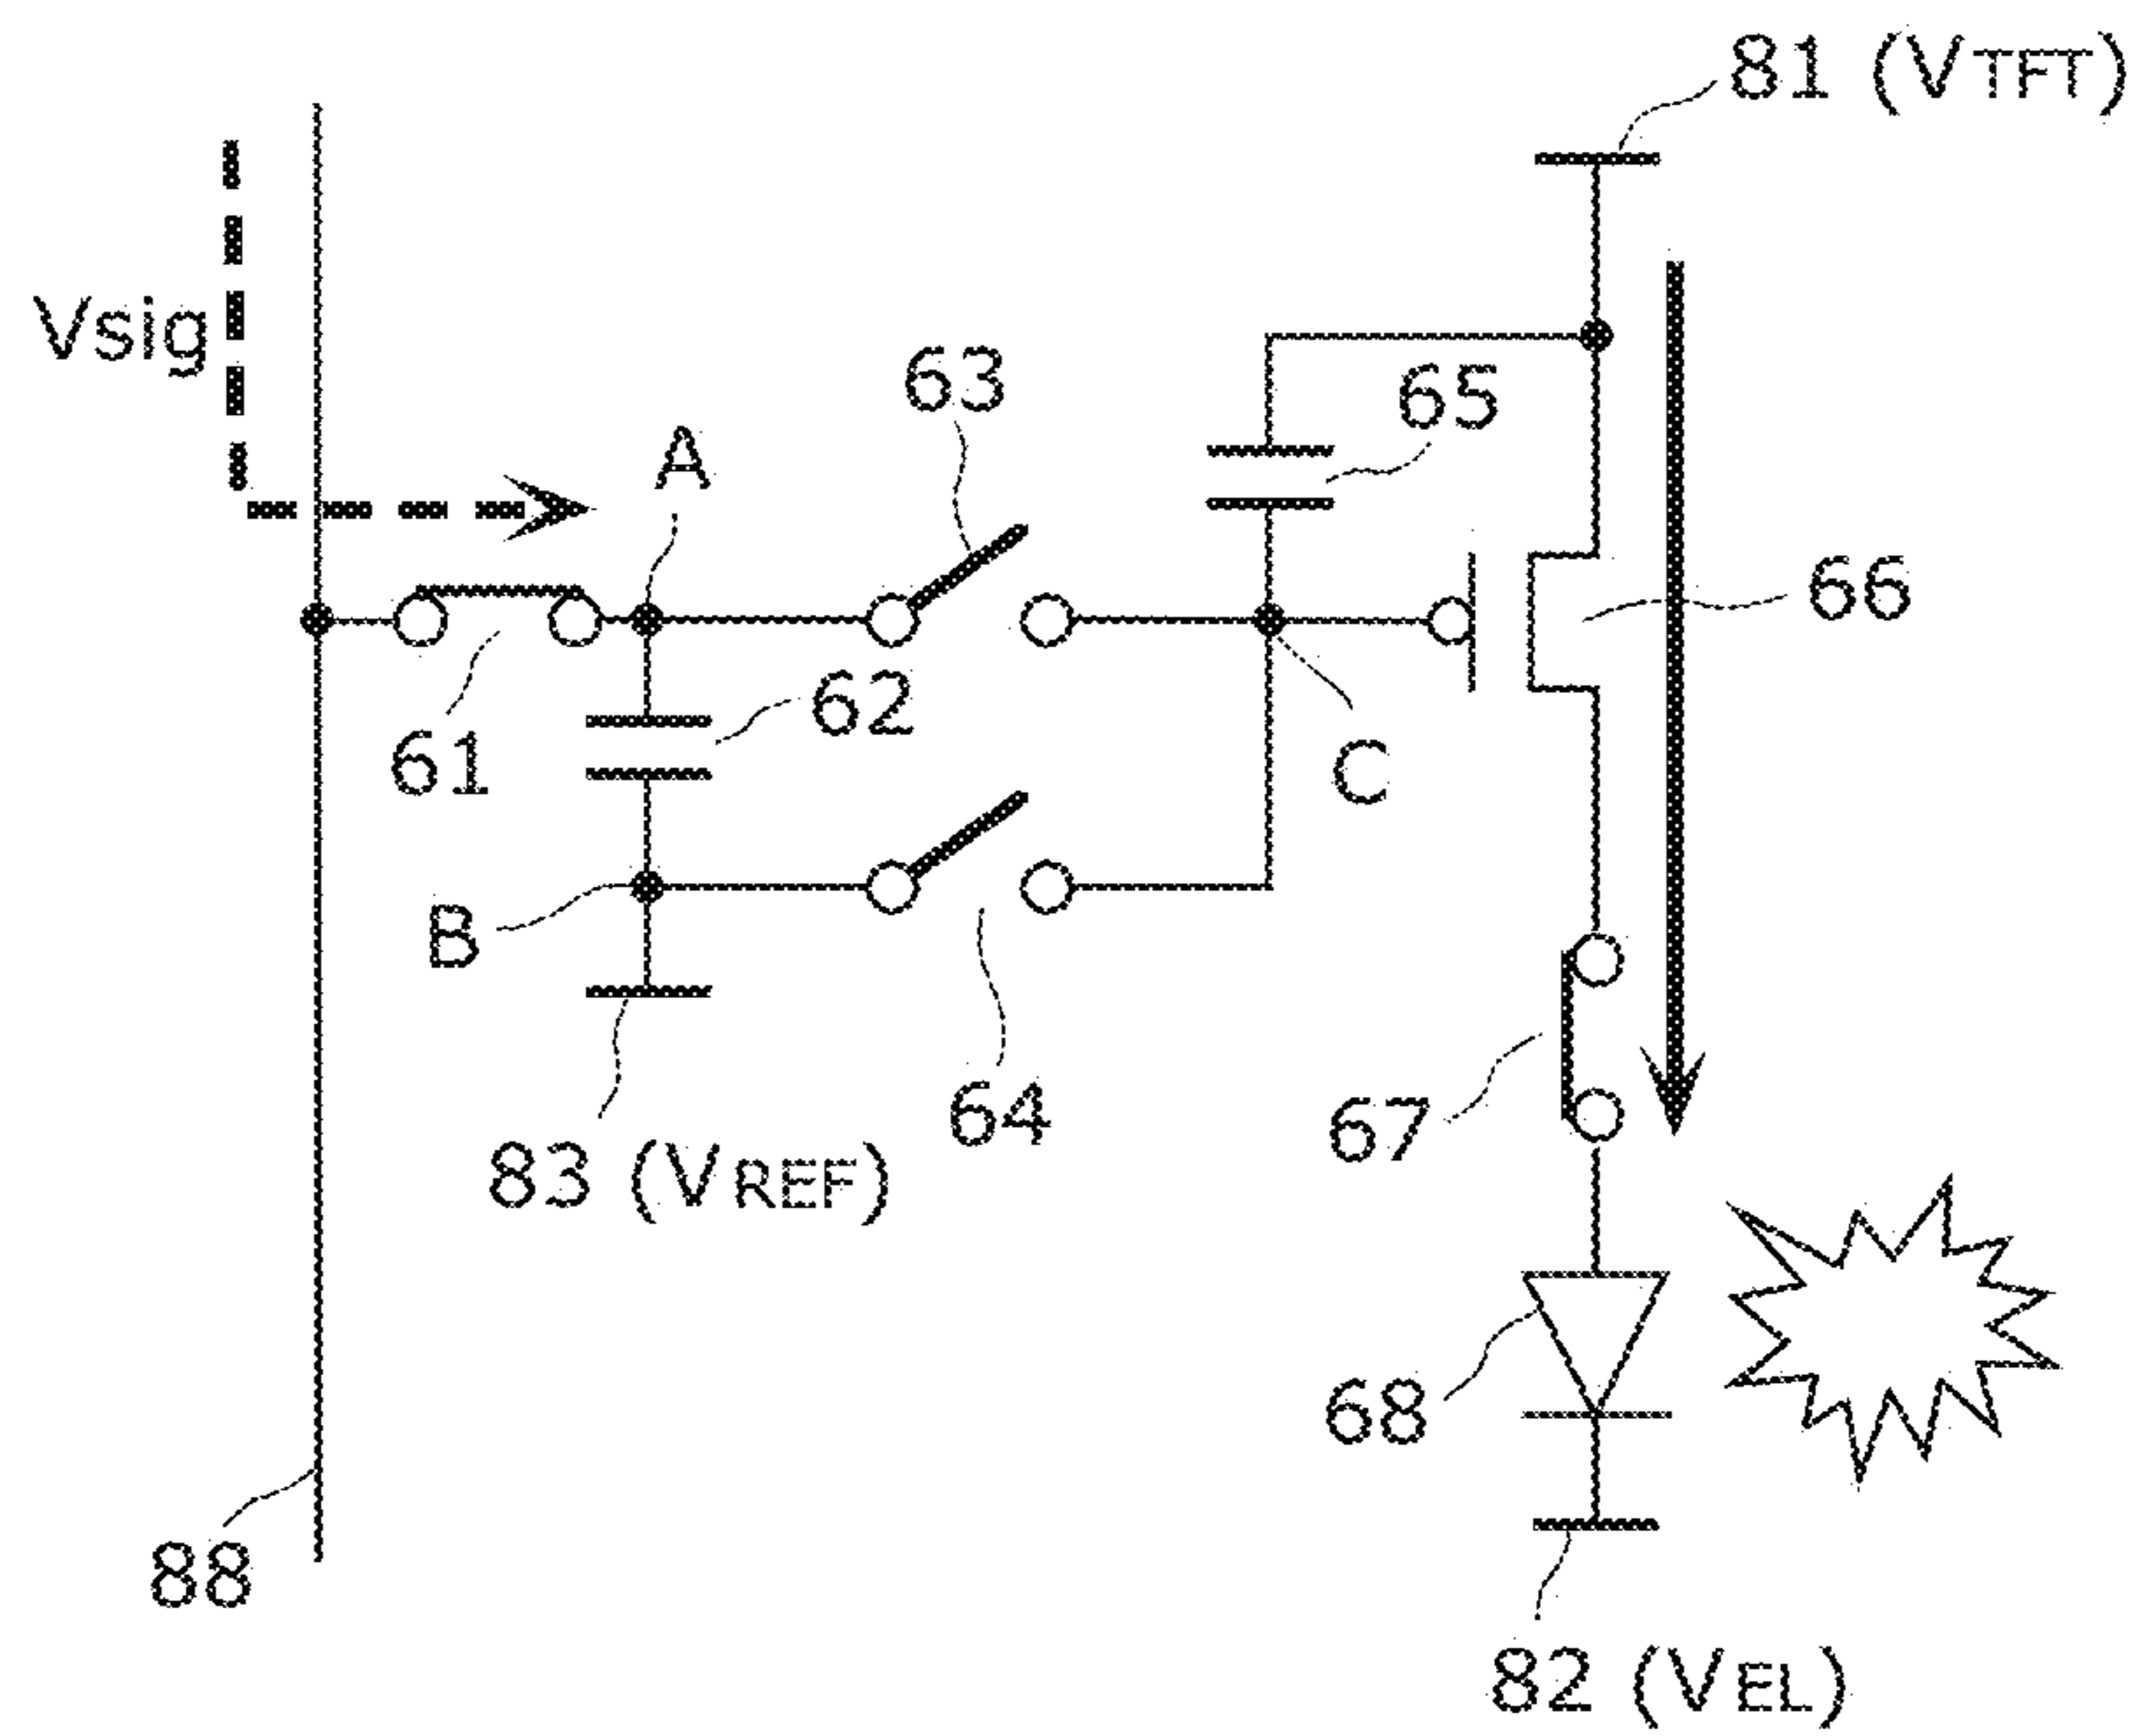 81 (VTFT)
Vsig
63
65
A
66
62
61
C
B
64
67
83 (VREF)
68
88
82 (VEL)